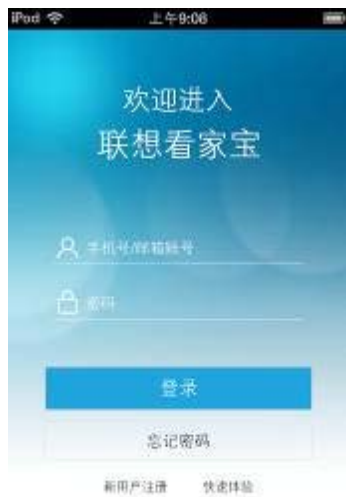 iPod 上午9:06
欢迎进入
联想看家宝
手机号/邮箱账号
密码
登录
忘记密码
新用户注册 快速体验